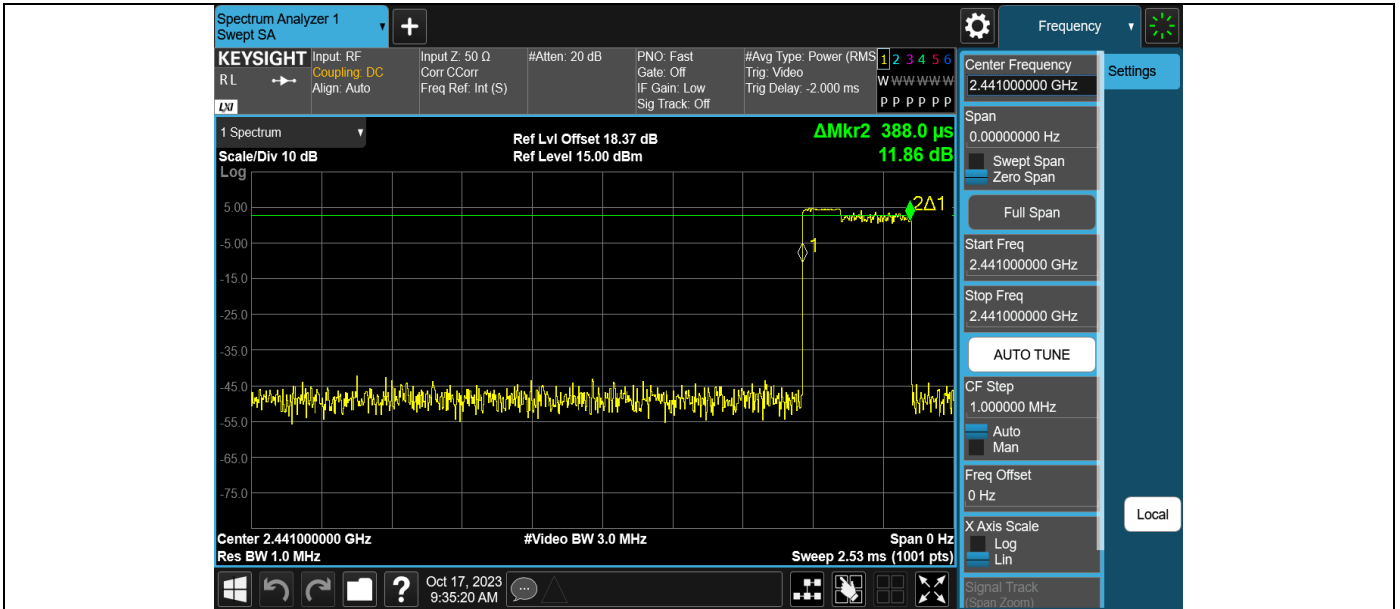 Spectrum Analyzer 1
Swept SA
+
Frequency
KEYSIGHT
R L
LXI
Input: RF
Coupling: DC
Align: Auto
Input Z: 50 Ω
Corr CCorr
Freq Ref: Int (S)
#Atten: 20 dB
PNO: Fast
Gate: Off
IF Gain: Low
Sig Track: Off
#Avg Type: Power (RMS
Trig: Video
Trig Delay: -2.000 ms
1 2 3 4 5 6
W W W W W W
P P P P P P
1 Spectrum
Scale/Div 10 dB
Log
Ref Lvl Offset 18.37 dB
Ref Level 15.00 dBm
ΔMkr2 388.0 µs
11.86 dB
5.00
-5.00
-15.0
-25.0
-35.0
-45.0
-55.0
-65.0
-75.0
2Δ1
1
Center 2.441000000 GHz
Res BW 1.0 MHz
#Video BW 3.0 MHz
Span 0 Hz
Sweep 2.53 ms (1001 pts)
Center Frequency
2.441000000 GHz
Settings
Span
0.00000000 Hz
Swept Span
Zero Span
Full Span
Start Freq
2.441000000 GHz
Stop Freq
2.441000000 GHz
AUTO TUNE
CF Step
1.000000 MHz
Auto
Man
Freq Offset
0 Hz
X Axis Scale
Log
Lin
Signal Track
(Span Zoom)
Local
?
Oct 17, 2023
9:35:20 AM